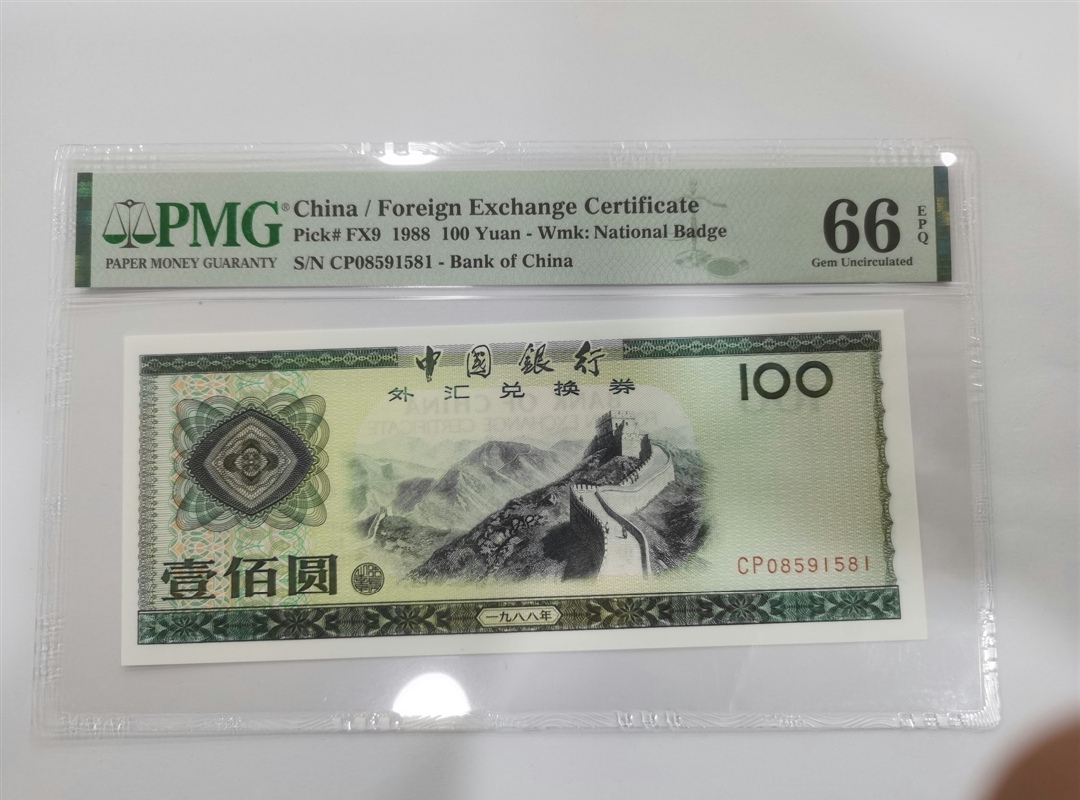 PMG®
PAPER MONEY GUARANTY
China / Foreign Exchange Certificate
Pick# FX9 1988 100 Yuan - Wmk: National Badge
S/N CP08591581 - Bank of China
66 EPQ
Gem Uncirculated
中國銀行
外汇兑换券
100
壹佰圆
CP08591581
一九八八年